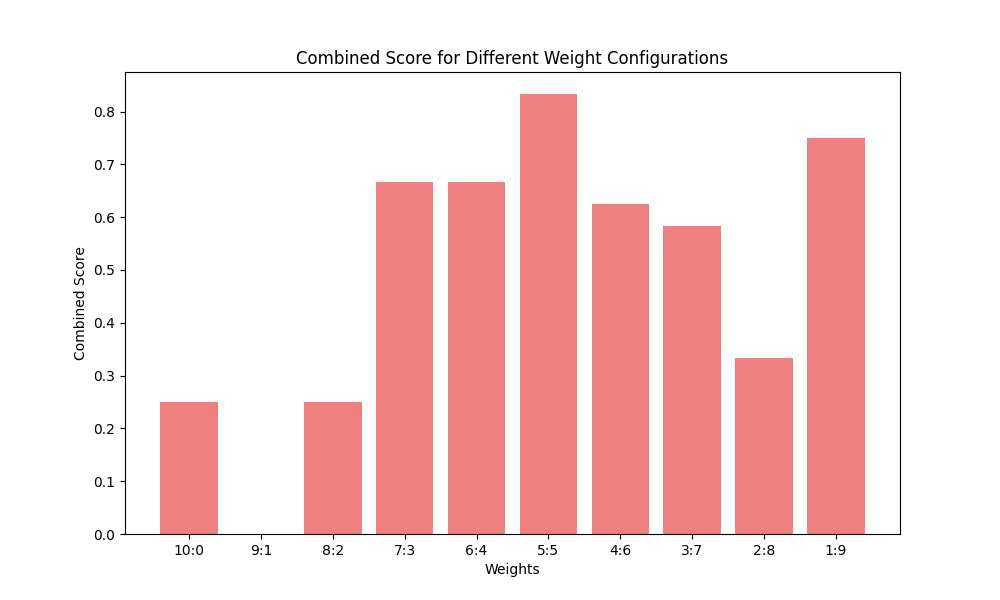 Combined Score for Different Weight Configurations
Combined Score
0.8
0.7
0.6
0.5
0.4
0.3
0.2
0.1
0.0
10:0 9:1 8:2 7:3 6:4 5:5 4:6 3:7 2:8 1:9
Weights